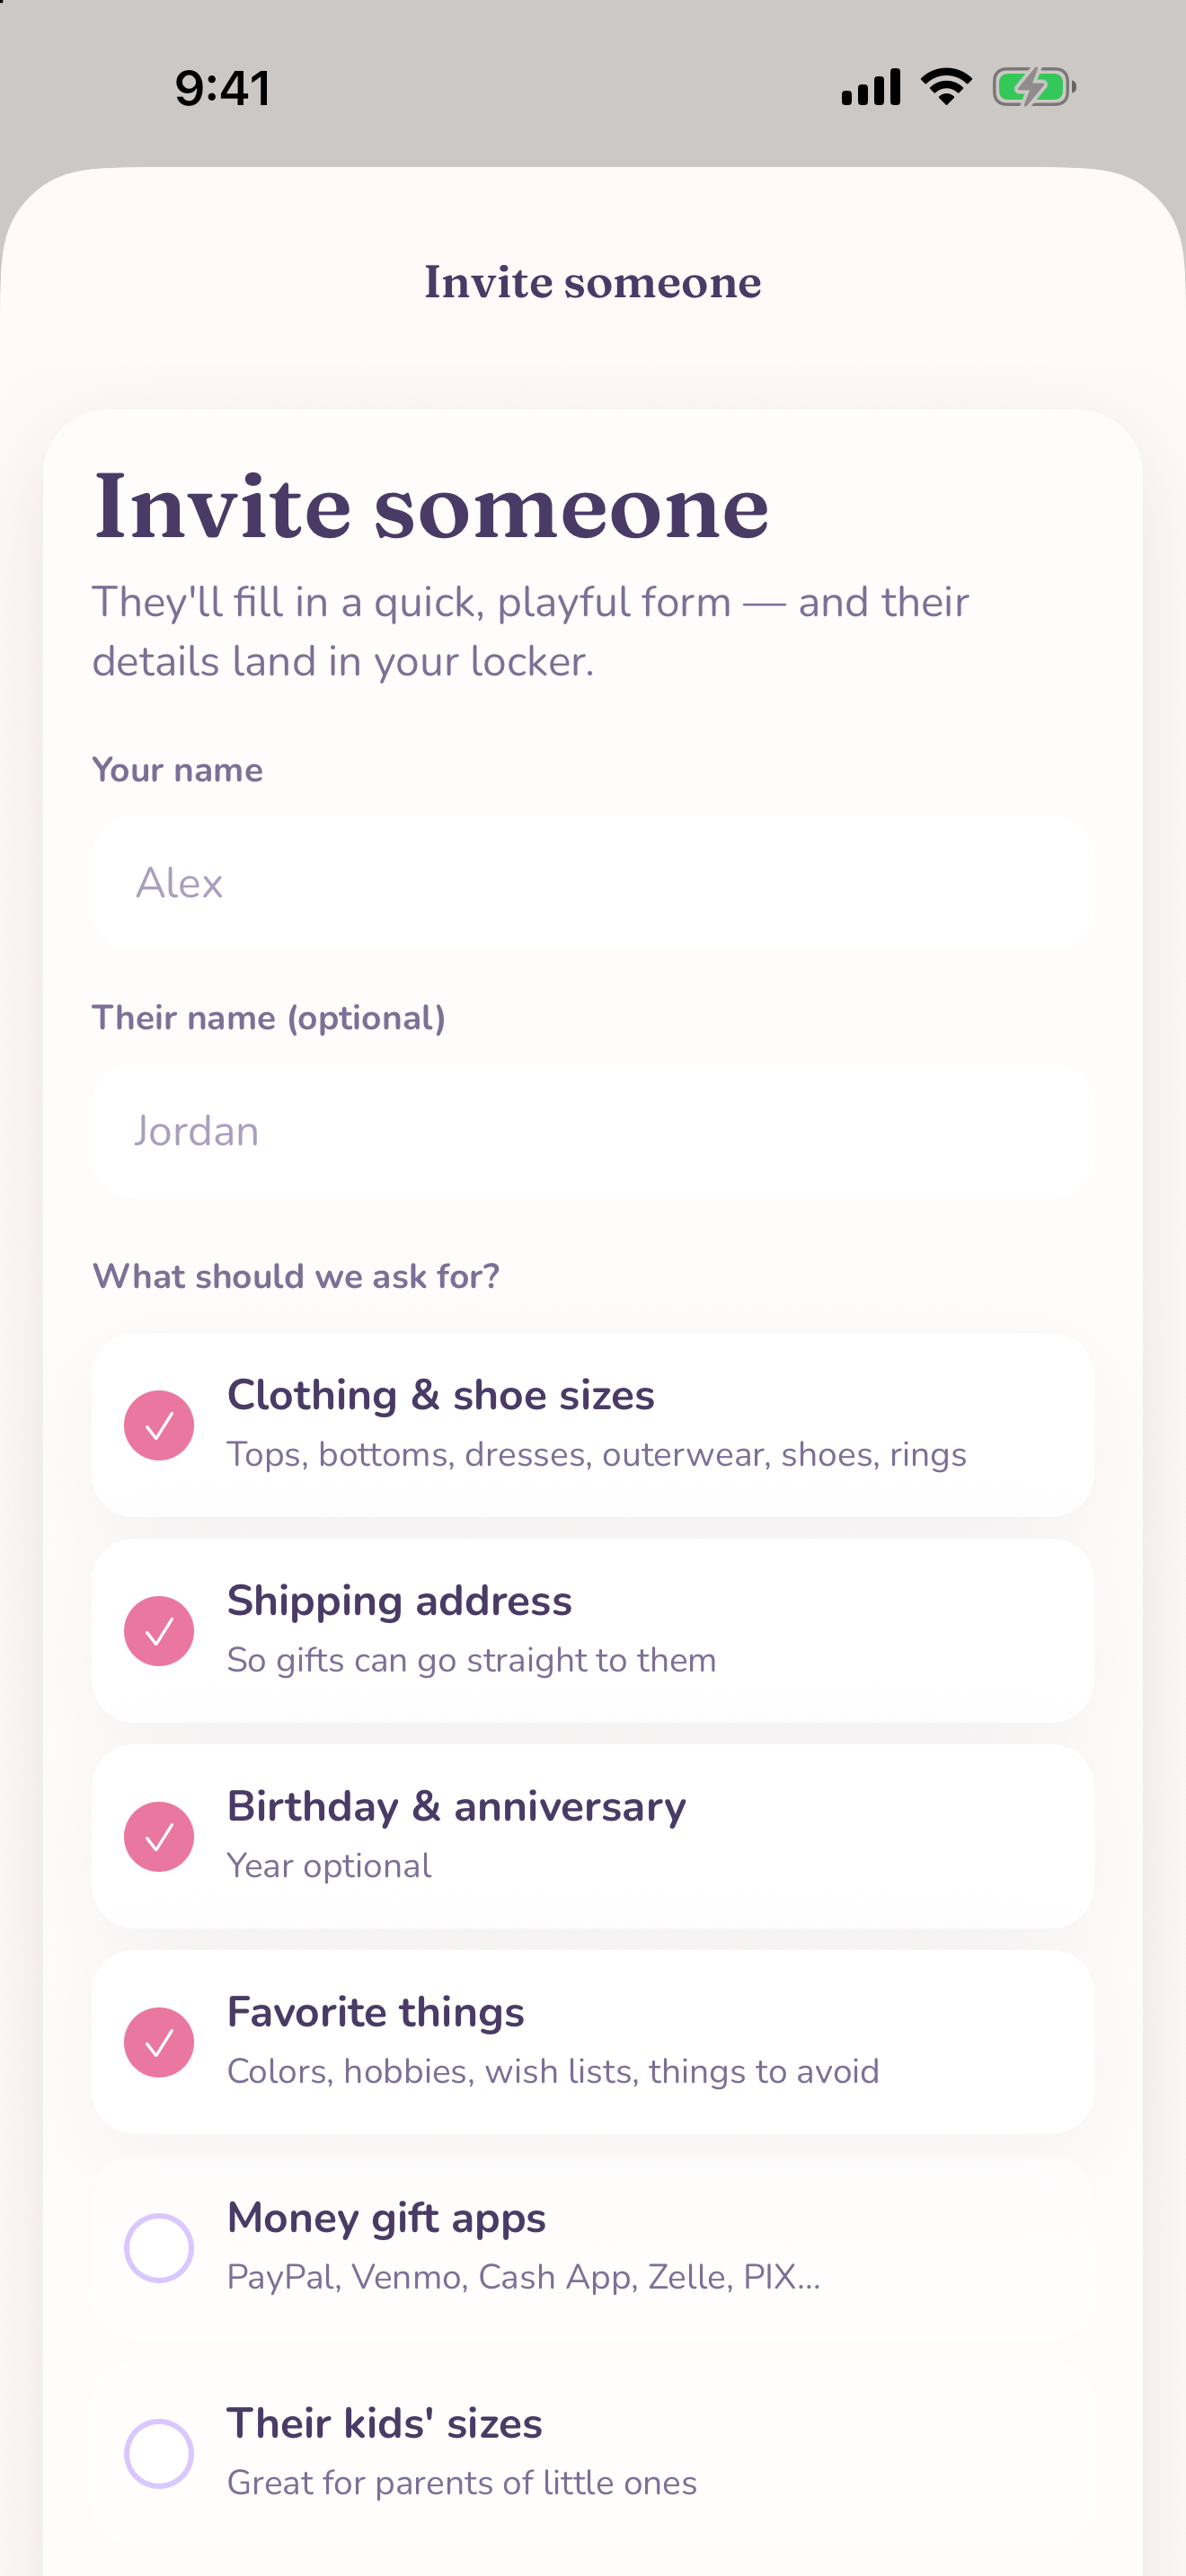 9:41
Invite someone
Invite someone
They'll fill in a quick, playful form — and their
details land in your locker.
Your name
Alex
Their name (optional)
Jordan
What should we ask for?
Clothing & shoe sizes
Tops, bottoms, dresses, outerwear, shoes, rings
Shipping address
So gifts can go straight to them
Birthday & anniversary
Year optional
Favorite things
Colors, hobbies, wish lists, things to avoid
Money gift apps
PayPal, Venmo, Cash App, Zelle, PIX...
Their kids' sizes
Great for parents of little ones